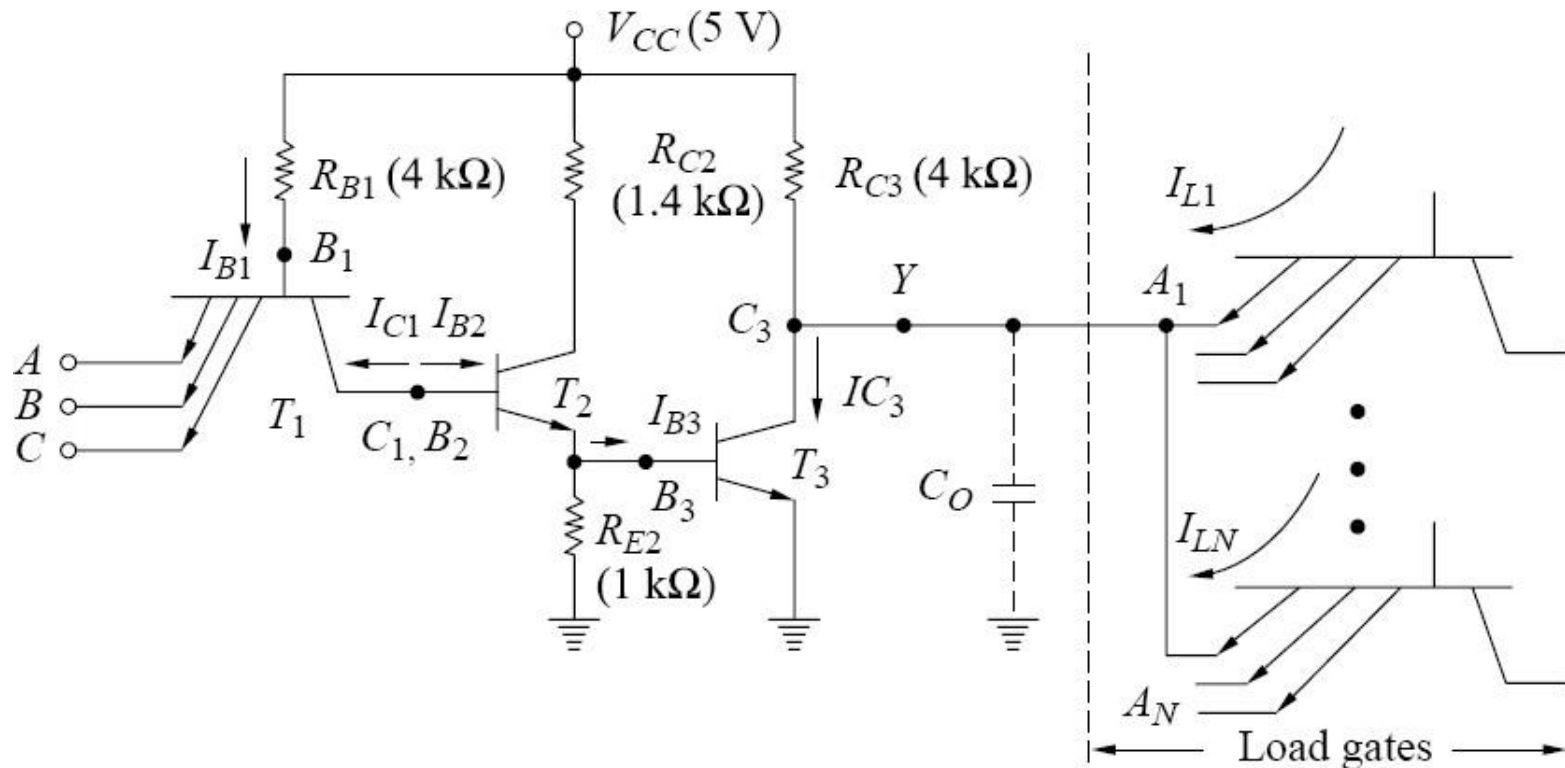 V_CC (5 V)
R_B1 (4 kΩ)
R_C2
(1.4 kΩ)
R_C3 (4 kΩ)
I_L1
I_B1
B_1
Y
A_1
I_C1 I_B2
C_3
A
B
C
T_1
C_1, B_2
T_2
I_B3
IC_3
B_3
T_3
C_O
R_E2
(1 kΩ)
I_LN
A_N
Load gates